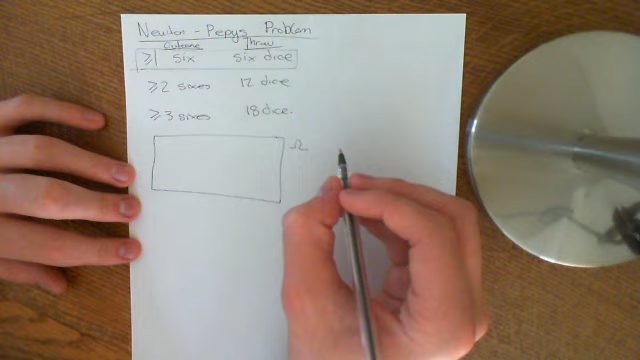 Newton - Pepys Problem
Outcome Throw
≥1 six six dice
≥2 sixes 12 dice
≥3 sixes 18 dice.
Ω